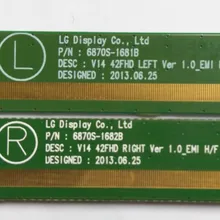 L
LG Display Co., Ltd
P/N : 6870S-1681B
DESC : V14 42FHD LEFT Ver 1.0_EMI H/F
DESIGNED : 2013.06.25
R
LG Display Co., Ltd
P/N : 6870S-1682B
DESC : V14 42FHD RIGHT Ver 1.0_EMI H/F
DESIGNED : 2013.06.25